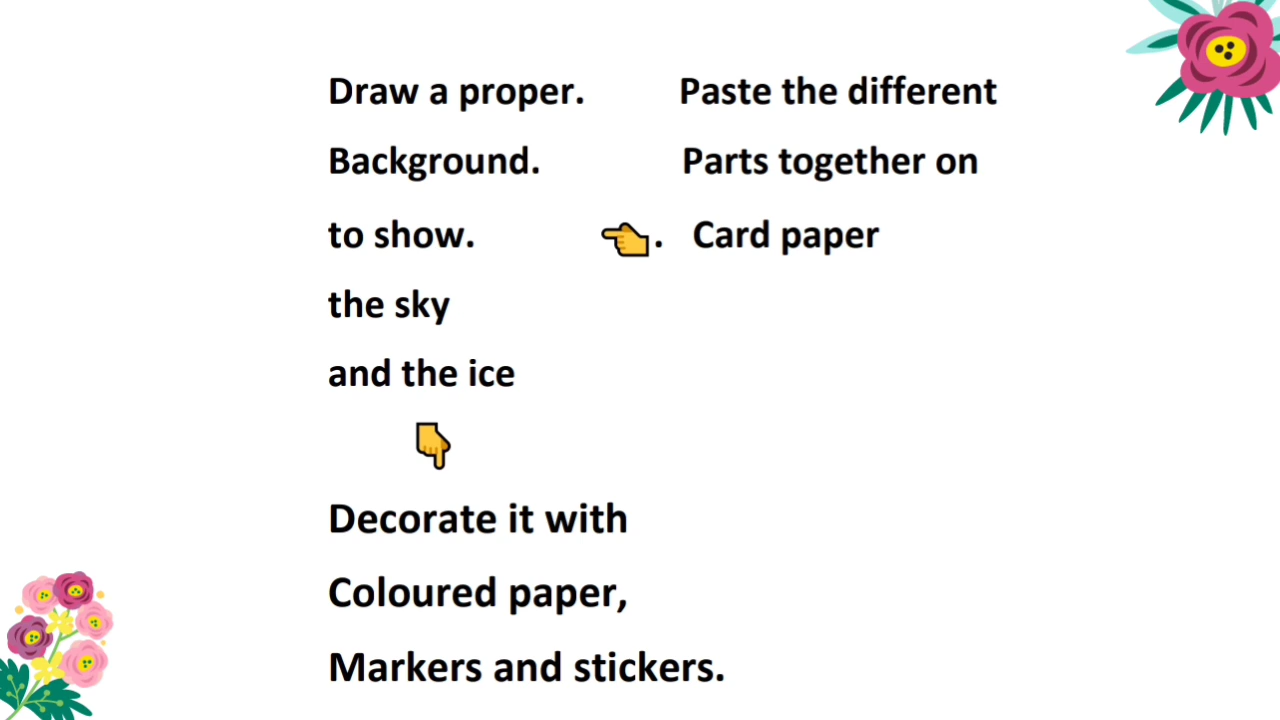 Draw a proper. Paste the different
Background. Parts together on
to show. 👈. Card paper
the sky
and the ice
👇
Decorate it with
Coloured paper,
Markers and stickers.